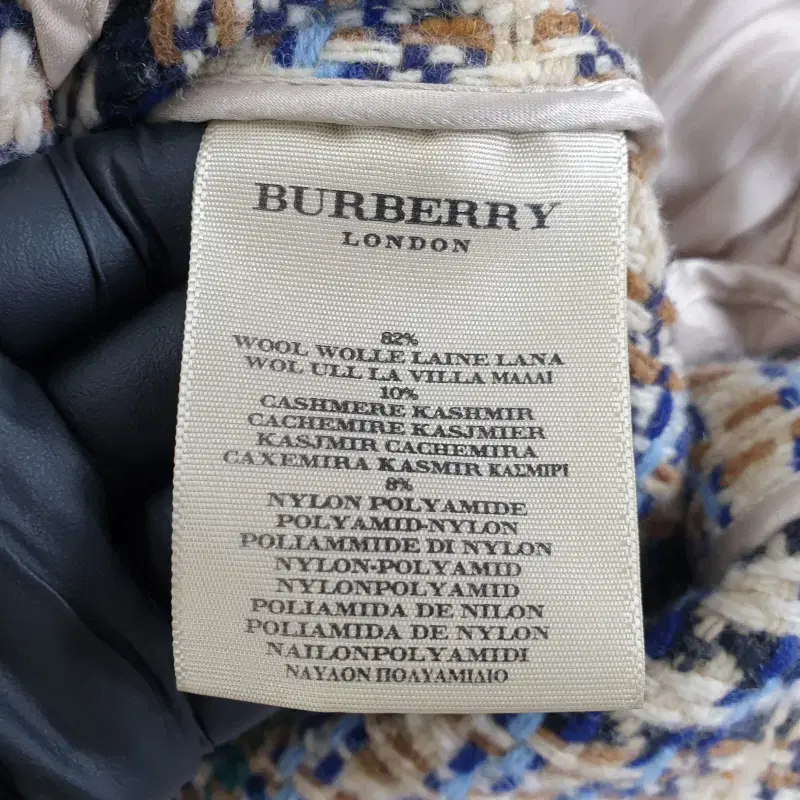 BURBERRY
LONDON
82%
WOOL WOLLE LAINE LANA
WOL ULL LA VILLA ΜΑΛΛΙ
10%
CASHMERE KASHMIR
CACHEMIRE KASJMIER
KASJMIR CACHEMIRA
CAXEMIRA KASMIR ΚΑΣΜΙΡΙ
8%
NYLON POLYAMIDE
POLYAMID-NYLON
POLIAMMIDE DI NYLON
NYLON-POLYAMID
NYLONPOLYAMID
POLIAMIDA DE NILON
POLIAMIDA DE NYLON
NAILONPOLYAMIDI
ΝΑΥΛΟΝ ΠΟΛΥΑΜΙΔΙΟ